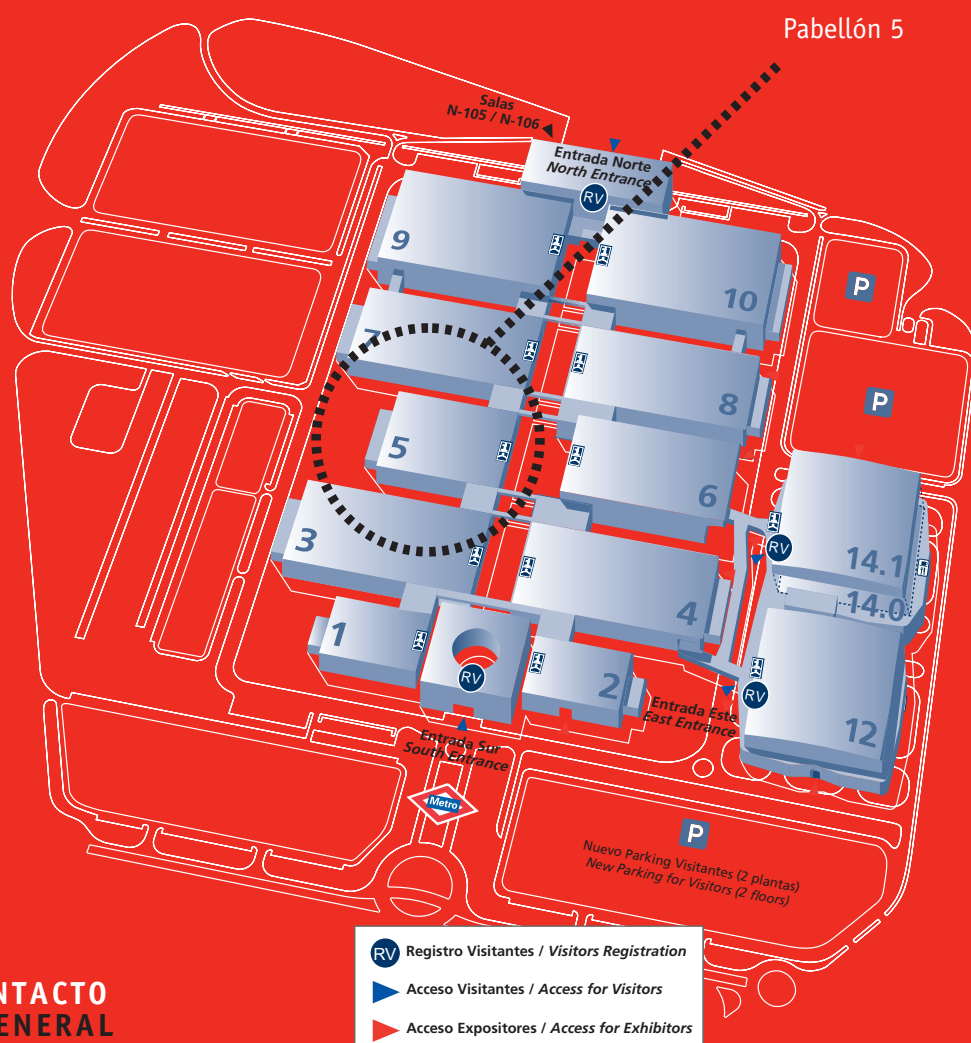 Pabellón 5
Salas
N-105 / N-106
Entrada Norte
North Entrance
RV
9
10
P
7
8
P
5
6
3
RV
14.1
4
14.0
1
RV
2
RV
Entrada Este
East Entrance
12
Entrada Sur
South Entrance
Metro
P
Nuevo Parking Visitantes (2 plantas)
New Parking for Visitors (2 floors)
RV Registro Visitantes / Visitors Registration
Acceso Visitantes / Access for Visitors
Acceso Expositores / Access for Exhibitors
NTACTO
ENERAL